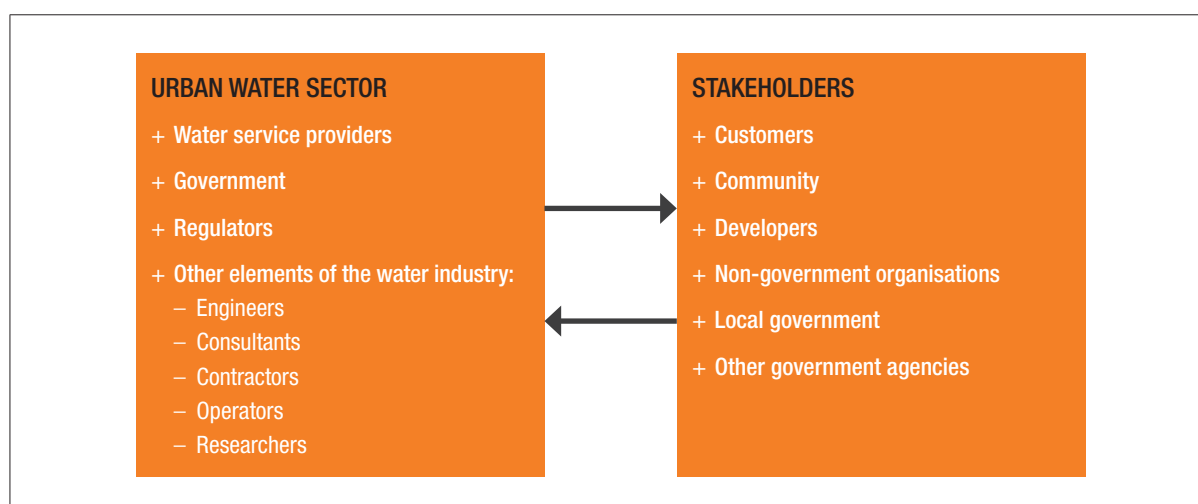 URBAN WATER SECTOR
+ Water service providers
+ Government
+ Regulators
+ Other elements of the water industry:
– Engineers
– Consultants
– Contractors
– Operators
– Researchers
STAKEHOLDERS
+ Customers
+ Community
+ Developers
+ Non-government organisations
+ Local government
+ Other government agencies